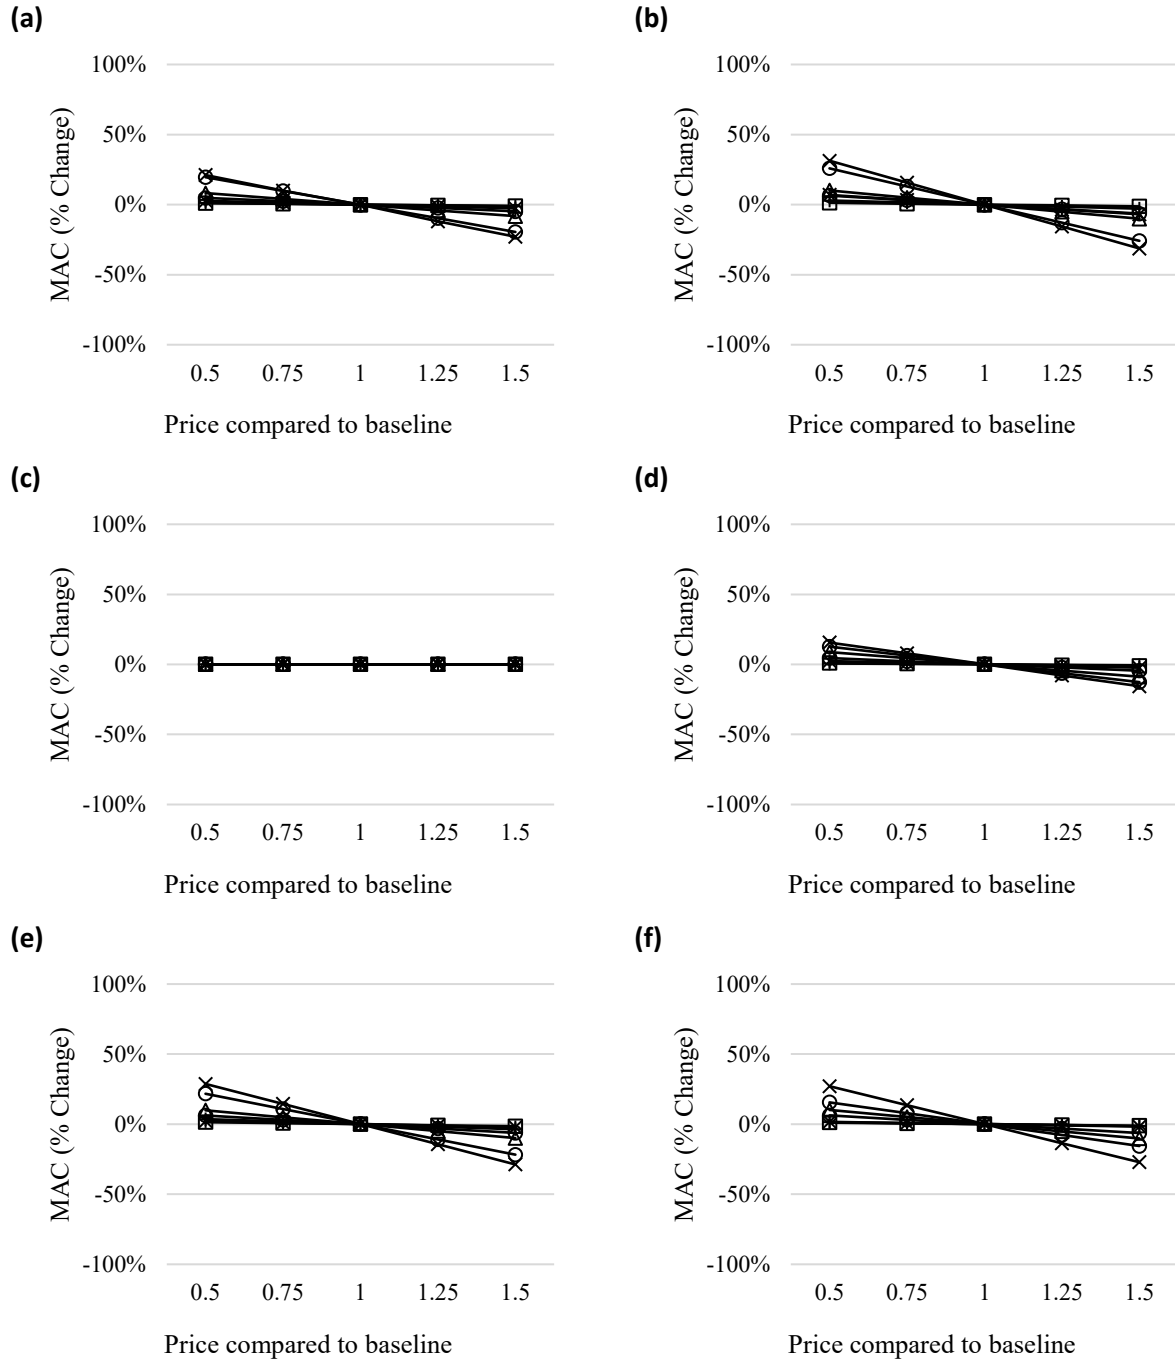 (a)
100%
50%
0%
-50%
-100%
MAC (% Change)
0.5 0.75 1 1.25 1.5
Price compared to baseline
(b)
100%
50%
0%
-50%
-100%
MAC (% Change)
0.5 0.75 1 1.25 1.5
Price compared to baseline
(c)
100%
50%
0%
-50%
-100%
MAC (% Change)
0.5 0.75 1 1.25 1.5
Price compared to baseline
(d)
100%
50%
0%
-50%
-100%
MAC (% Change)
0.5 0.75 1 1.25 1.5
Price compared to baseline
(e)
100%
50%
0%
-50%
-100%
MAC (% Change)
0.5 0.75 1 1.25 1.5
Price compared to baseline
(f)
100%
50%
0%
-50%
-100%
MAC (% Change)
0.5 0.75 1 1.25 1.5
Price compared to baseline